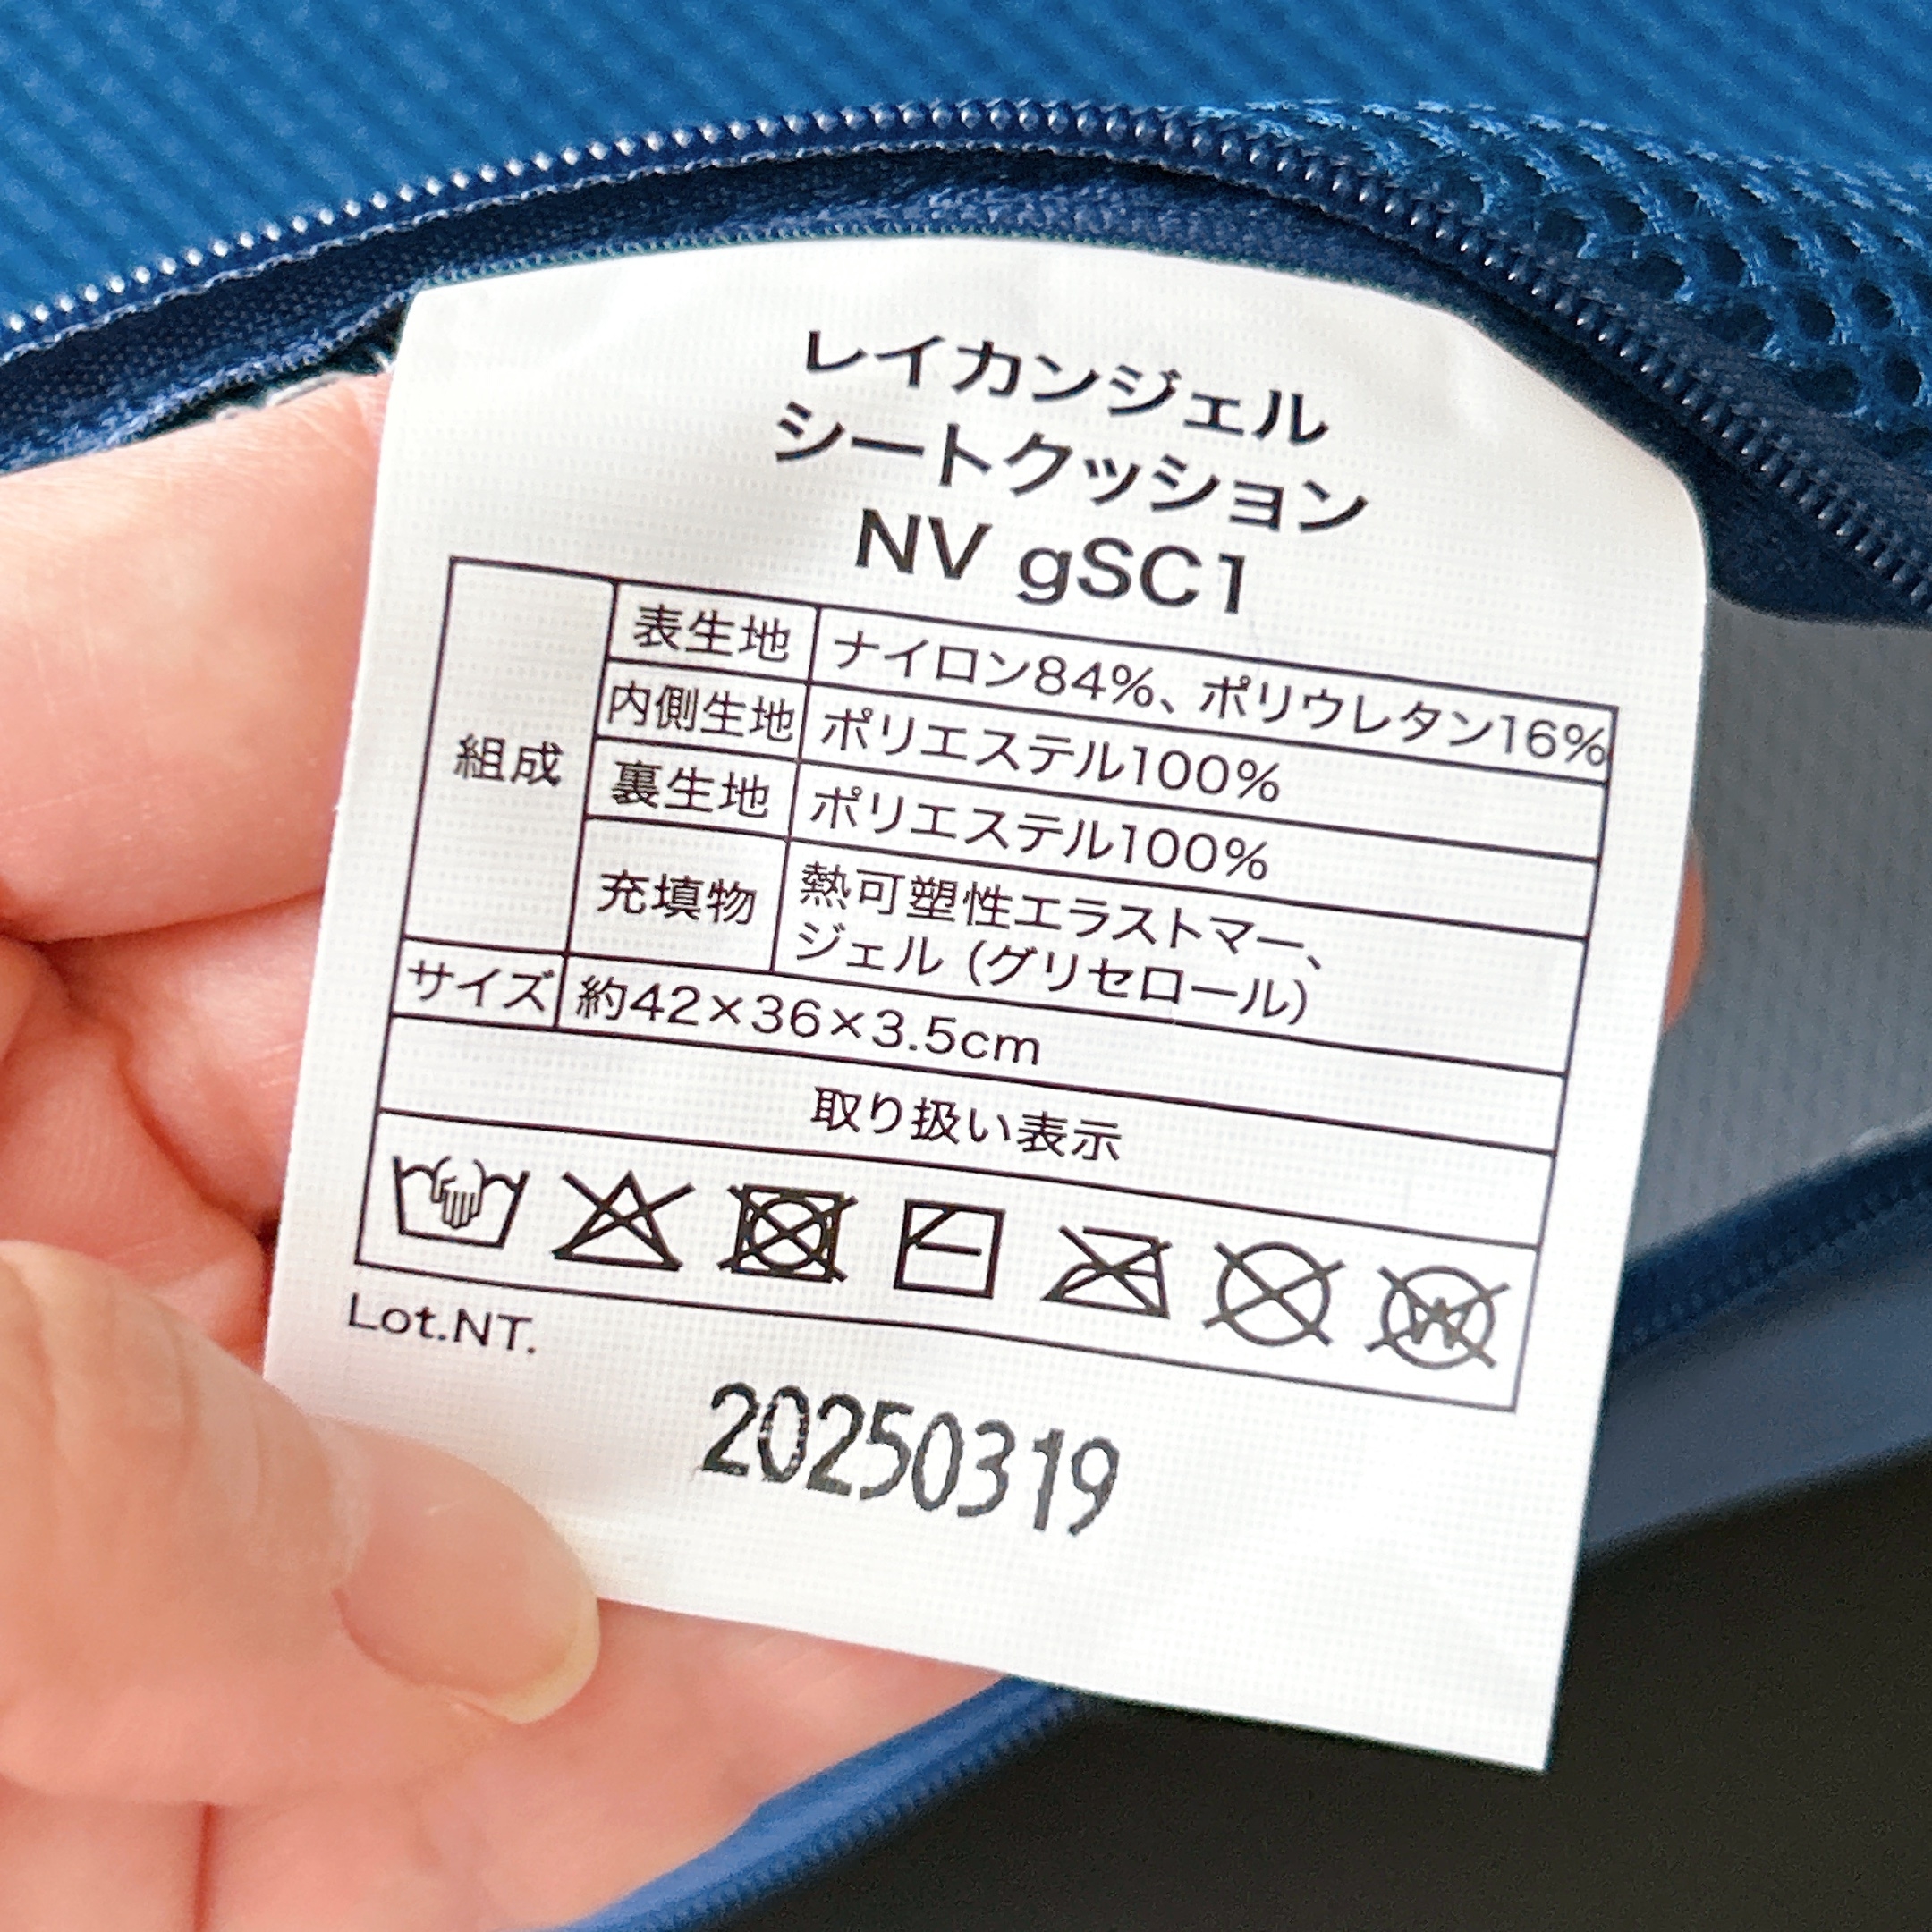 レイカンジェル
シートクッション
NV gSC1
組成
表生地 ナイロン84%、ポリウレタン16%
内側生地 ポリエステル100%
裏生地 ポリエステル100%
充填物 熱可塑性エラストマー、
ジェル（グリセロール）
サイズ 約42×36×3.5cm
取り扱い表示
W
Lot.NT.
20250319